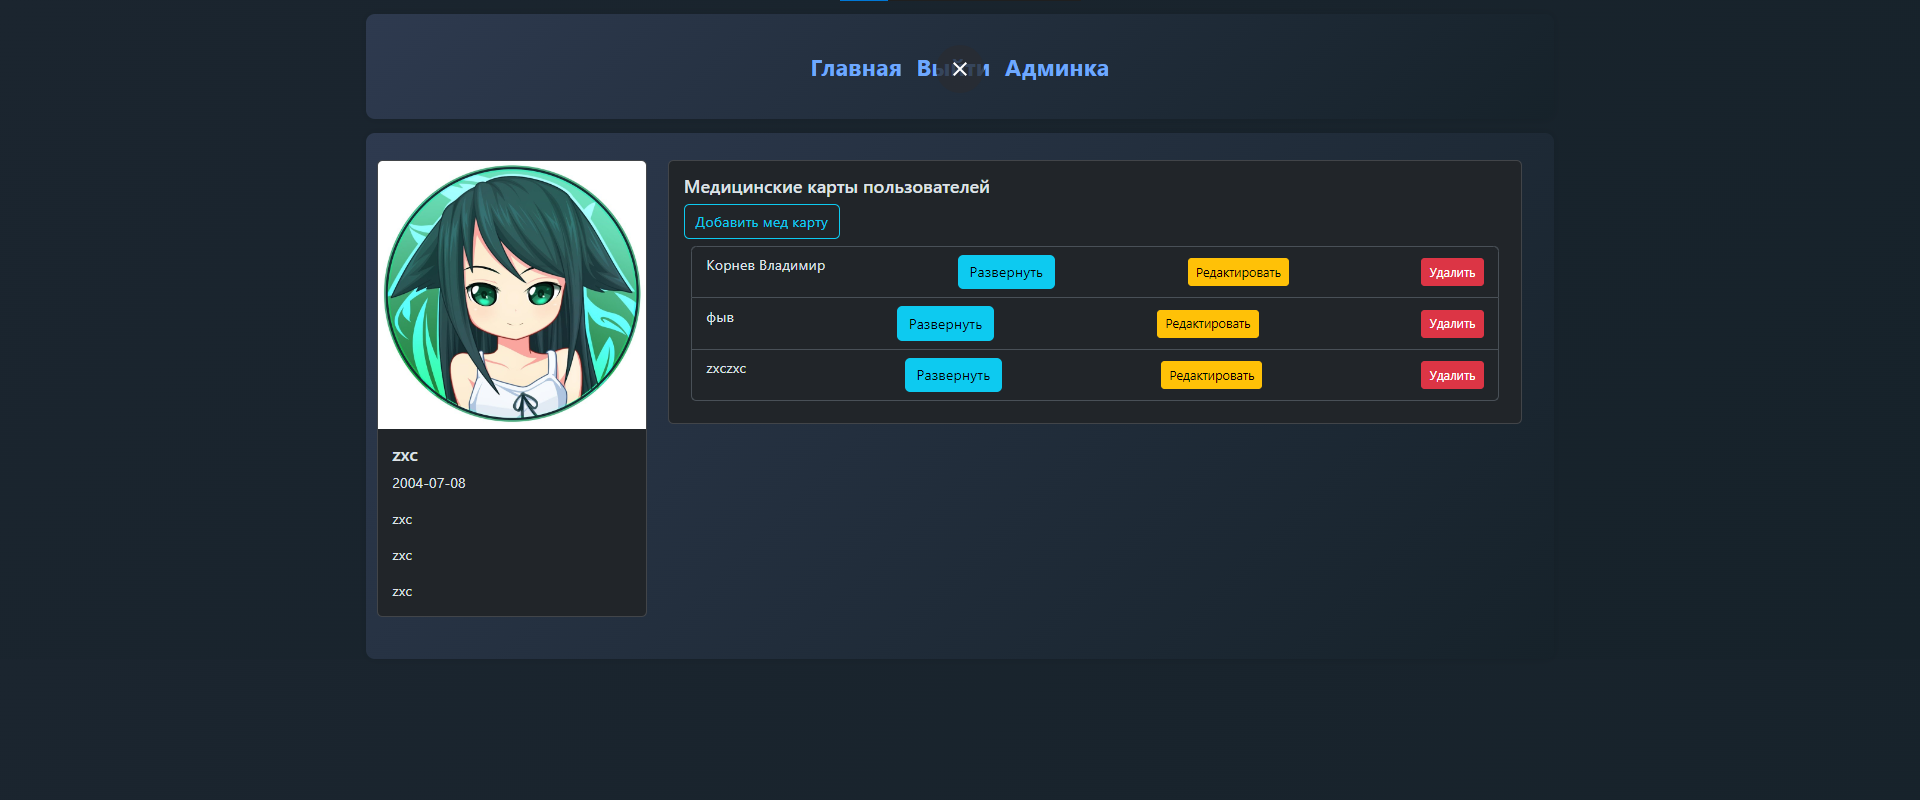 Главная Админка
Медицинские карты пользователей
Добавить мед карту
Корнев Владимир Развернуть Редактировать Удалить
фыв Развернуть Редактировать Удалить
zxczxc Развернуть Редактировать Удалить
zxc
2004-07-08
zxc
zxc
zxc